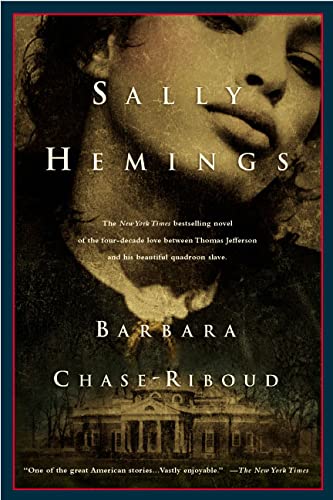 SALLY
HEMINGS
The New York Times bestselling novel
of the four-decade love between Thomas Jefferson
and his beautiful quadroon slave.
BARBARA
CHASE-RIBOUD
"One of the great American stories...Vastly enjoyable." —The New York Times